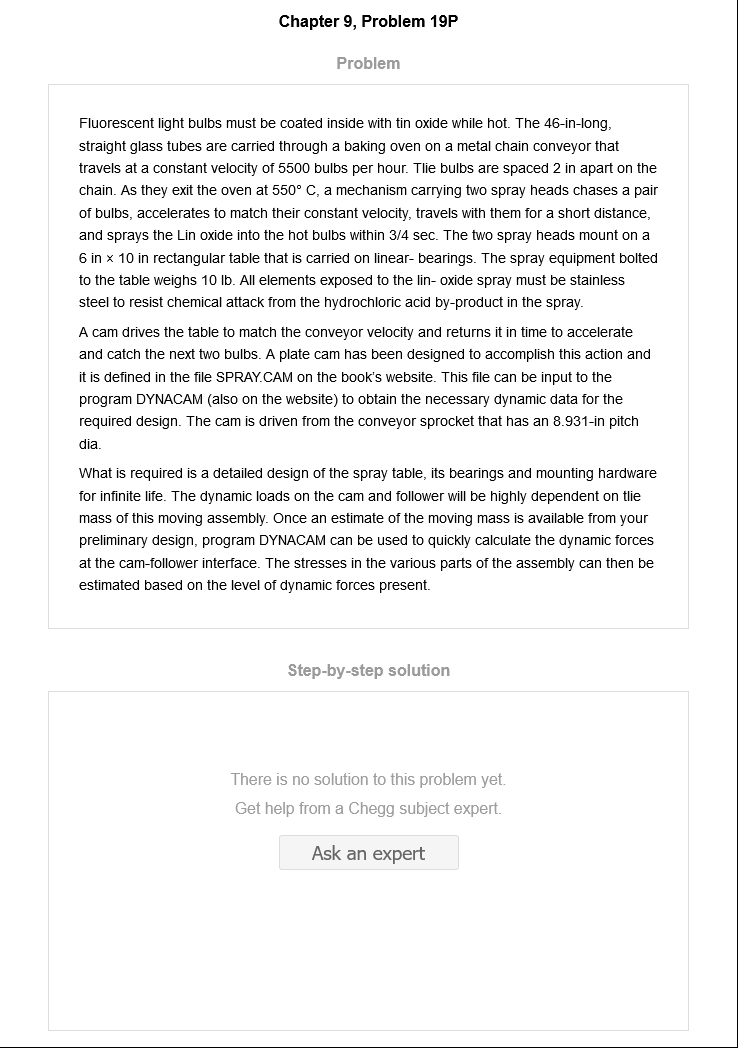 Chapter 9, Problem 19P
Problem
Fluorescent light bulbs must be coated inside with tin oxide while hot. The 46-in-long,
straight glass tubes are carried through a baking oven on a metal chain conveyor that
travels at a constant velocity of 5500 bulbs per hour. Tlie bulbs are spaced 2 in apart on the
chain. As they exit the oven at 550° C, a mechanism carrying two spray heads chases a pair
of bulbs, accelerates to match their constant velocity, travels with them for a short distance,
and sprays the Lin oxide into the hot bulbs within 3/4 sec. The two spray heads mount on a
6 in × 10 in rectangular table that is carried on linear- bearings. The spray equipment bolted
to the table weighs 10 lb. All elements exposed to the lin- oxide spray must be stainless
steel to resist chemical attack from the hydrochloric acid by-product in the spray.
A cam drives the table to match the conveyor velocity and returns it in time to accelerate
and catch the next two bulbs. A plate cam has been designed to accomplish this action and
it is defined in the file SPRAY.CAM on the book's website. This file can be input to the
program DYNACAM (also on the website) to obtain the necessary dynamic data for the
required design. The cam is driven from the conveyor sprocket that has an 8.931-in pitch
dia.
What is required is a detailed design of the spray table, its bearings and mounting hardware
for infinite life. The dynamic loads on the cam and follower will be highly dependent on tlie
mass of this moving assembly. Once an estimate of the moving mass is available from your
preliminary design, program DYNACAM can be used to quickly calculate the dynamic forces
at the cam-follower interface. The stresses in the various parts of the assembly can then be
estimated based on the level of dynamic forces present.
Step-by-step solution
There is no solution to this problem yet.
Get help from a Chegg subject expert.
Ask an expert